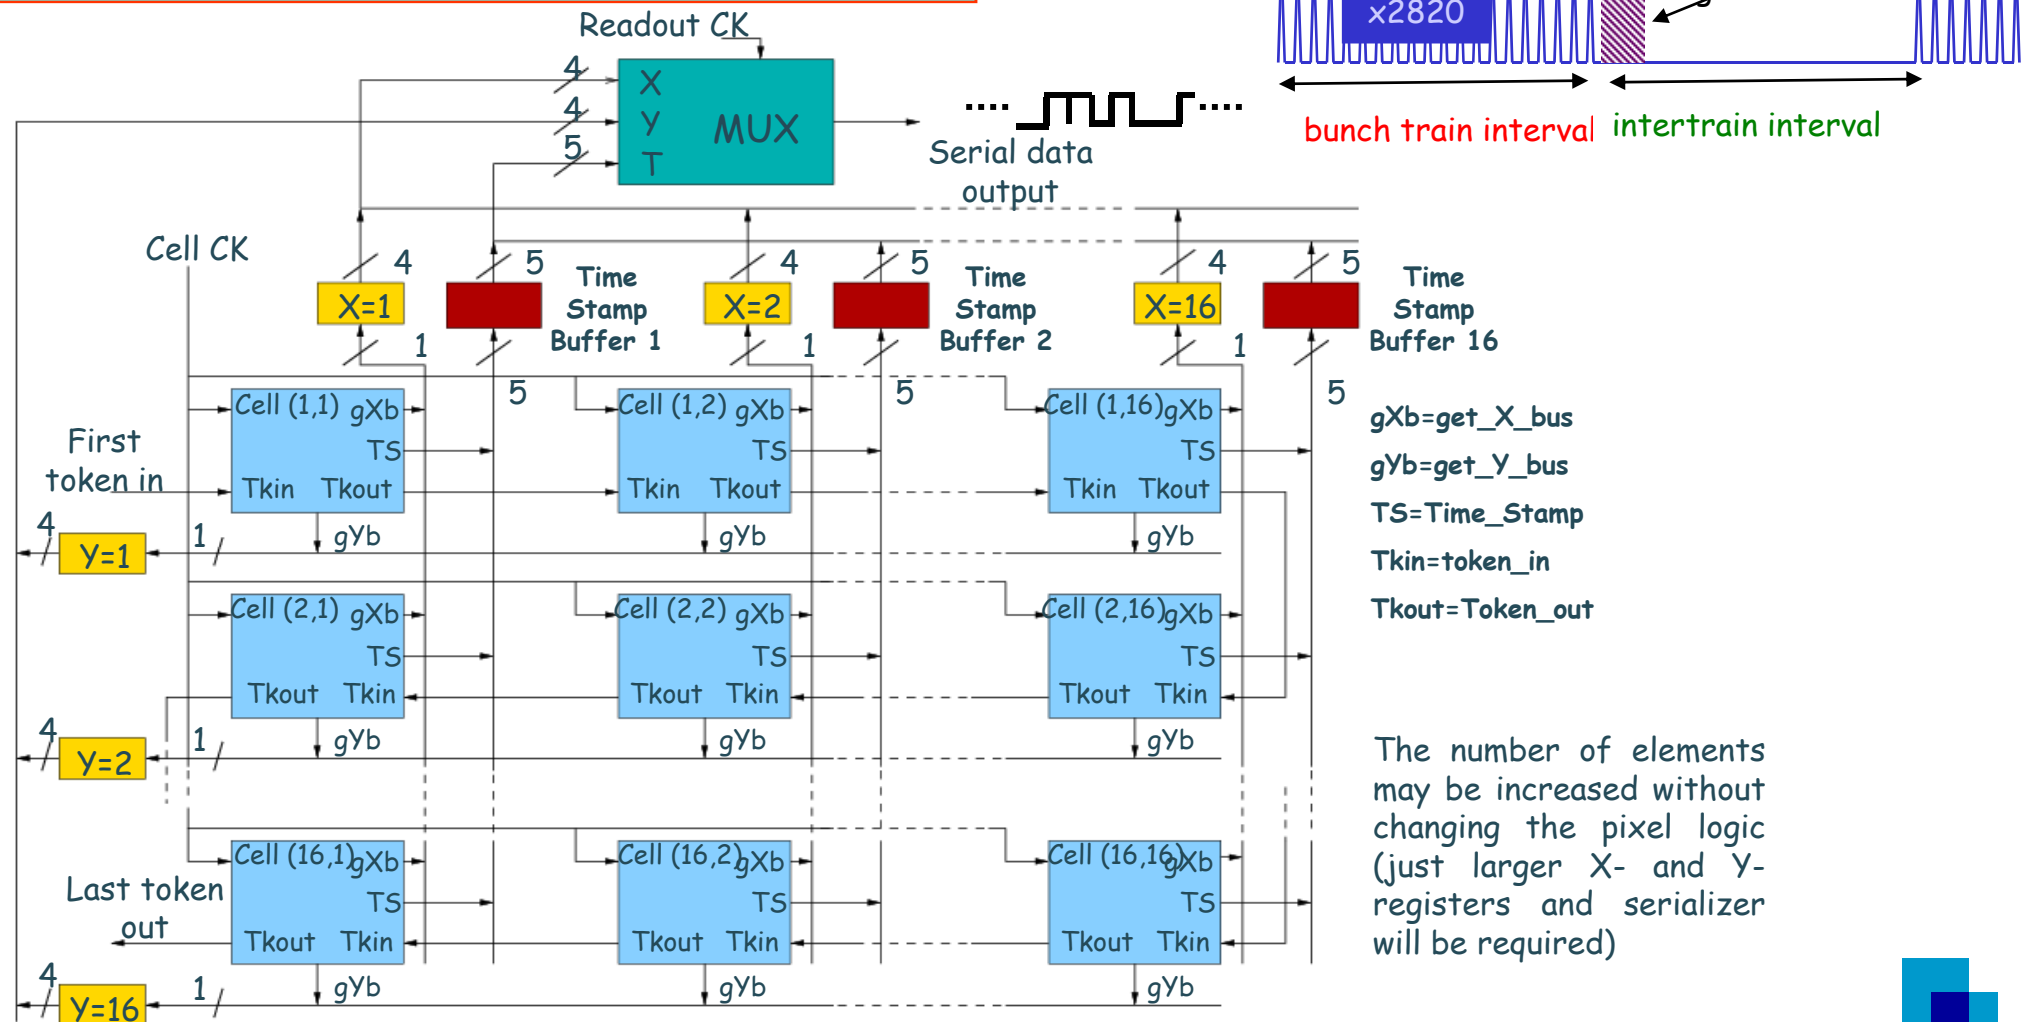 Readout CK
x2820
4
X
4
Y
MUX
5
T
bunch train interval
intertrain interval
Serial data
output
Cell CK
4
5
4
5
4
5
X=1
Time
Stamp
Buffer 1
X=2
Time
Stamp
Buffer 2
X=16
Time
Stamp
Buffer 16
1
5
1
5
1
5
Cell (1,1) gXb
TS
Tkin Tkout
gYb
Cell (1,2) gXb
TS
Tkin Tkout
gYb
Cell (1,16) gXb
TS
Tkin Tkout
gYb
First
token in
4
Y=1
1
gXb=get_X_bus
gYb=get_Y_bus
TS=Time_Stamp
Tkin=token_in
Tkout=Token_out
Cell (2,1) gXb
TS
Tkout Tkin
gYb
Cell (2,2) gXb
TS
Tkout Tkin
gYb
Cell (2,16) gXb
TS
Tkout Tkin
gYb
4
Y=2
1
The number of elements
may be increased without
changing the pixel logic
(just larger X- and Y-
registers and serializer
will be required)
Cell (16,1) gXb
TS
Tkout Tkin
gYb
Cell (16,2) gXb
TS
Tkout Tkin
gYb
Cell (16,16) gXb
TS
Tkout Tkin
gYb
Last token
out
4
Y=16
1